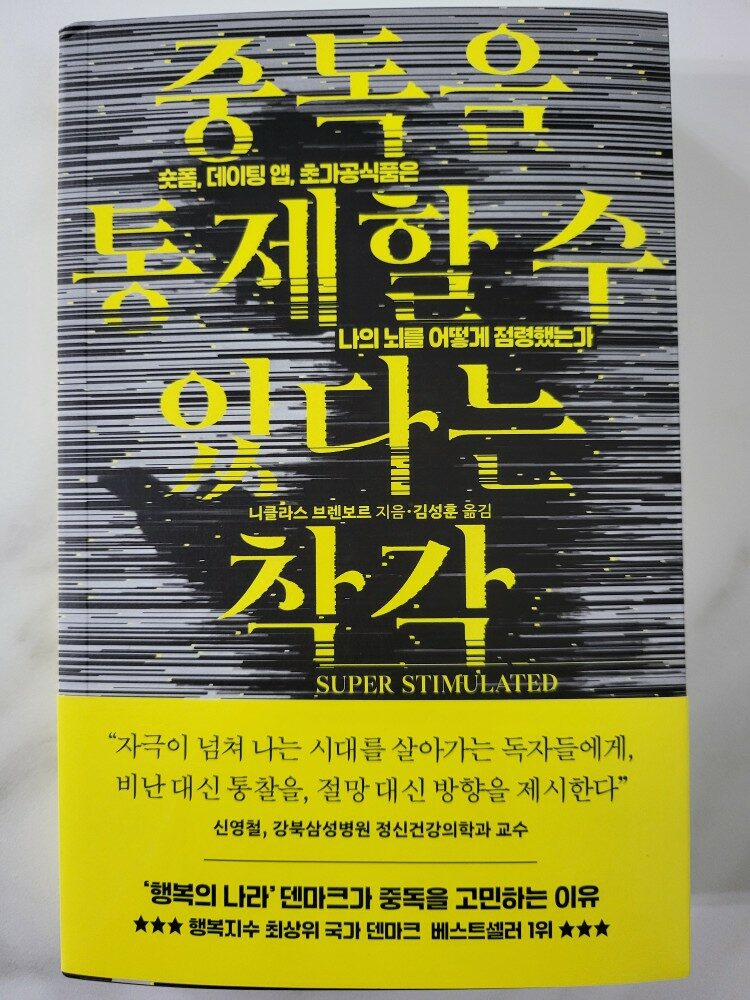 중독을
숏폼, 데이팅 앱, 초가공식품은
통제할 수
나의 뇌를 어떻게 점령했는가
있다는
니클라스 브렌보르 지음·김성훈 옮김
착각
SUPER STIMULATED
“자극이 넘쳐 나는 시대를 살아가는 독자들에게,
비난 대신 통찰을, 절망 대신 방향을 제시한다”
신영철, 강북삼성병원 정신건강의학과 교수
‘행복의 나라’ 덴마크가 중독을 고민하는 이유
★★★ 행복지수 최상위 국가 덴마크 베스트셀러 1위 ★★★